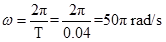 ω = 2π/T = 2π/0.04 = 50π rad/s